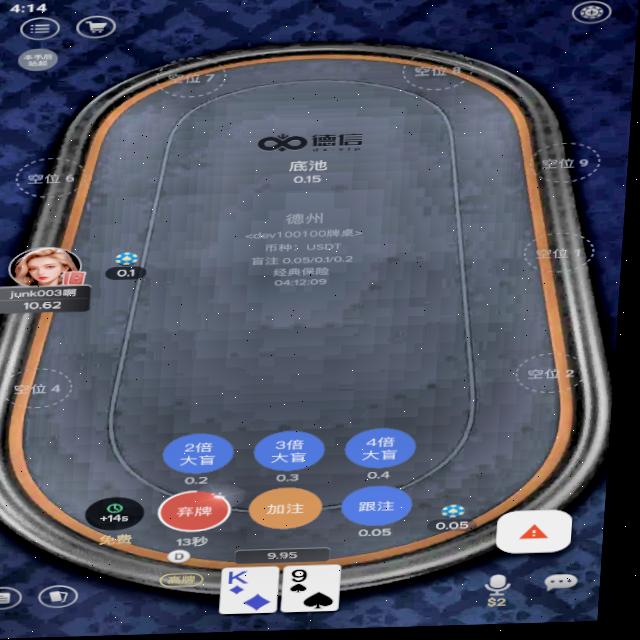 4:14
空位 7
空位 8
德信
底池
0.15
空位 6
空位 9
德州
<dev100100牌桌>
币种: USDT
盲注 0.05/0.1/0.2
经典保险
04:12:09
空位 1
0.1
junk003啊
10.62
空位 4
空位 2
2倍
大盲
3倍
大盲
4倍
大盲
0.2
0.3
0.4
+14s
免费
弃牌
加注
跟注
13秒
0.05
0.05
D
9.95
高牌
K
9
$2